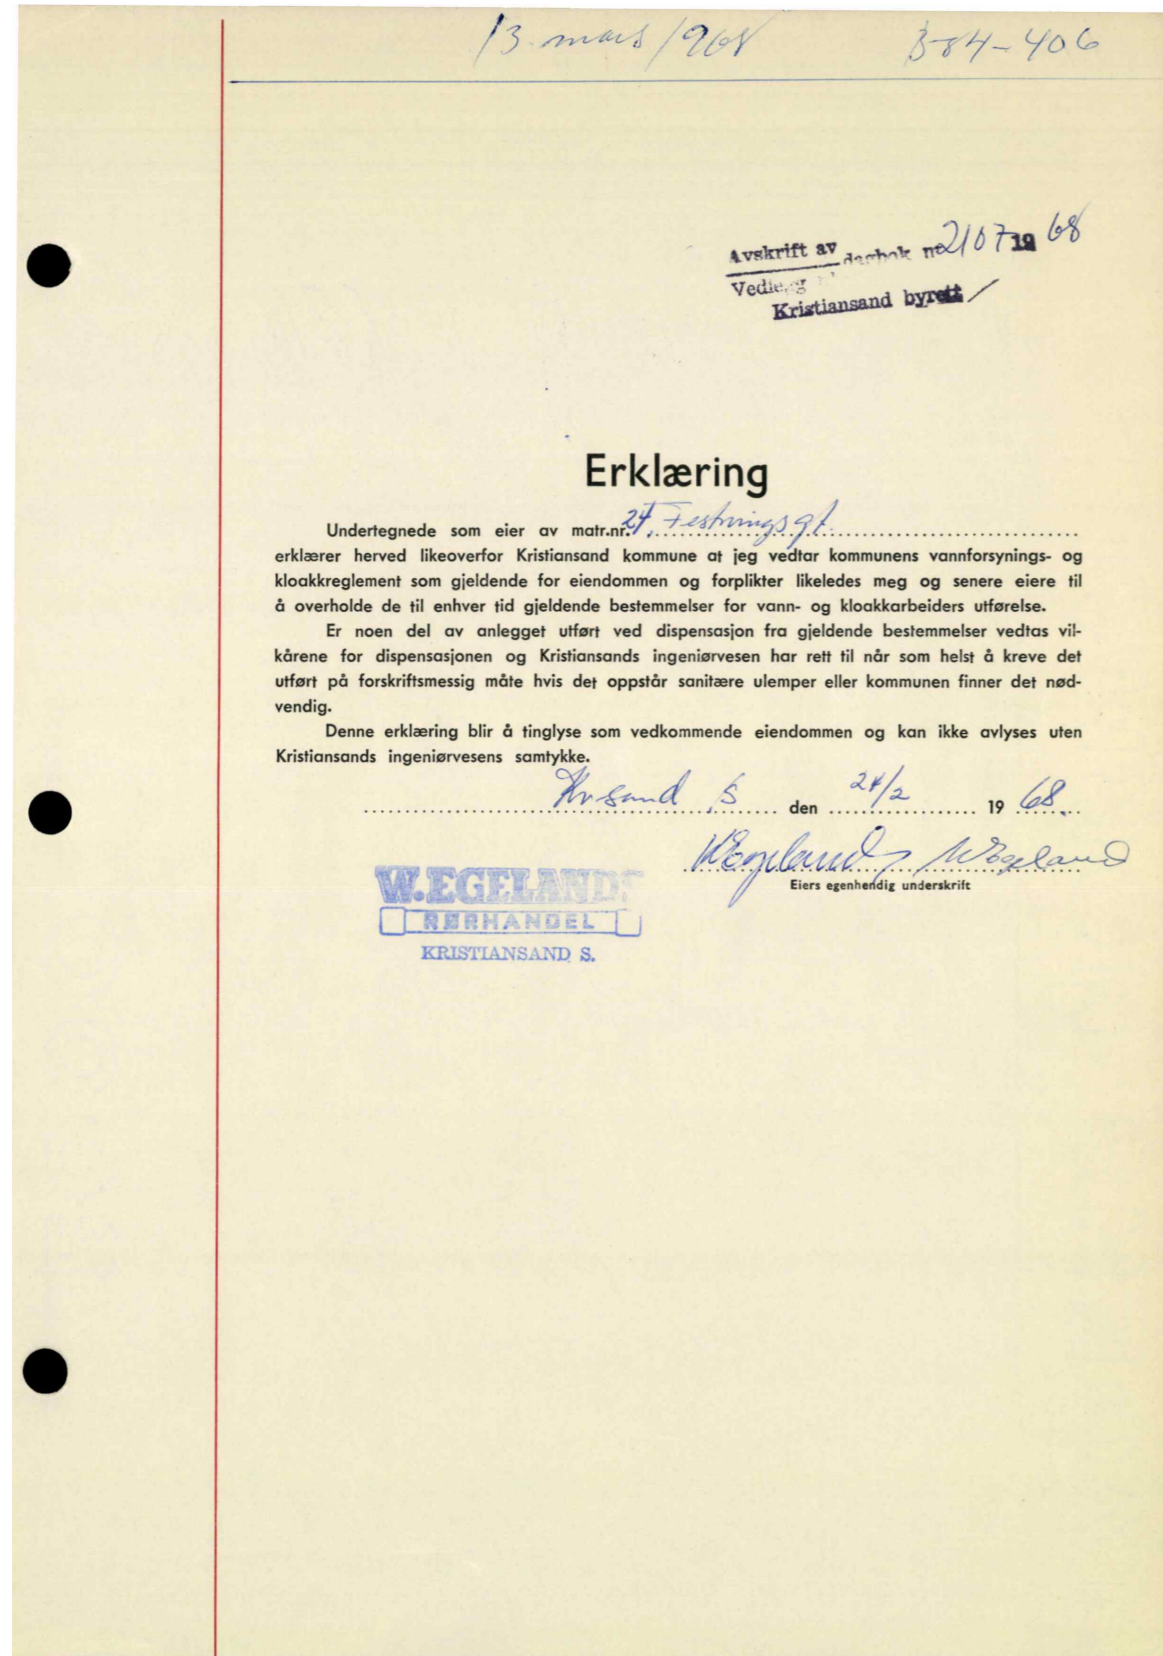 13 mars 1968 B-84-406
Avskrift av dagbok nr 2107 1968
Vedlegg
Kristiansand byrett
Erklæring
Undertegnede som eier av matr.nr. 24, Festningsgt.
erklærer herved likeoverfor Kristiansand kommune at jeg vedtar kommunens vannforsynings- og
kloakkreglement som gjeldende for eiendommen og forplikter likeledes meg og senere eiere til
å overholde de til enhver tid gjeldende bestemmelser for vann- og kloakkarbeiders utførelse.
Er noen del av anlegget utført ved dispensasjon fra gjeldende bestemmelser vedtas vil-
kårene for dispensasjonen og Kristiansands ingeniørvesen har rett til når som helst å kreve det
utført på forskriftsmessig måte hvis det oppstår sanitære ulemper eller kommunen finner det nød-
vendig.
Denne erklæring blir å tinglyse som vedkommende eiendommen og kan ikke avlyses uten
Kristiansands ingeniørvesens samtykke.
Kr.sand S den 24/2 1968.
WEgeland WEgeland
Eiers egenhendig underskrift
W. EGELANDS
RØRHANDEL
KRISTIANSAND S.